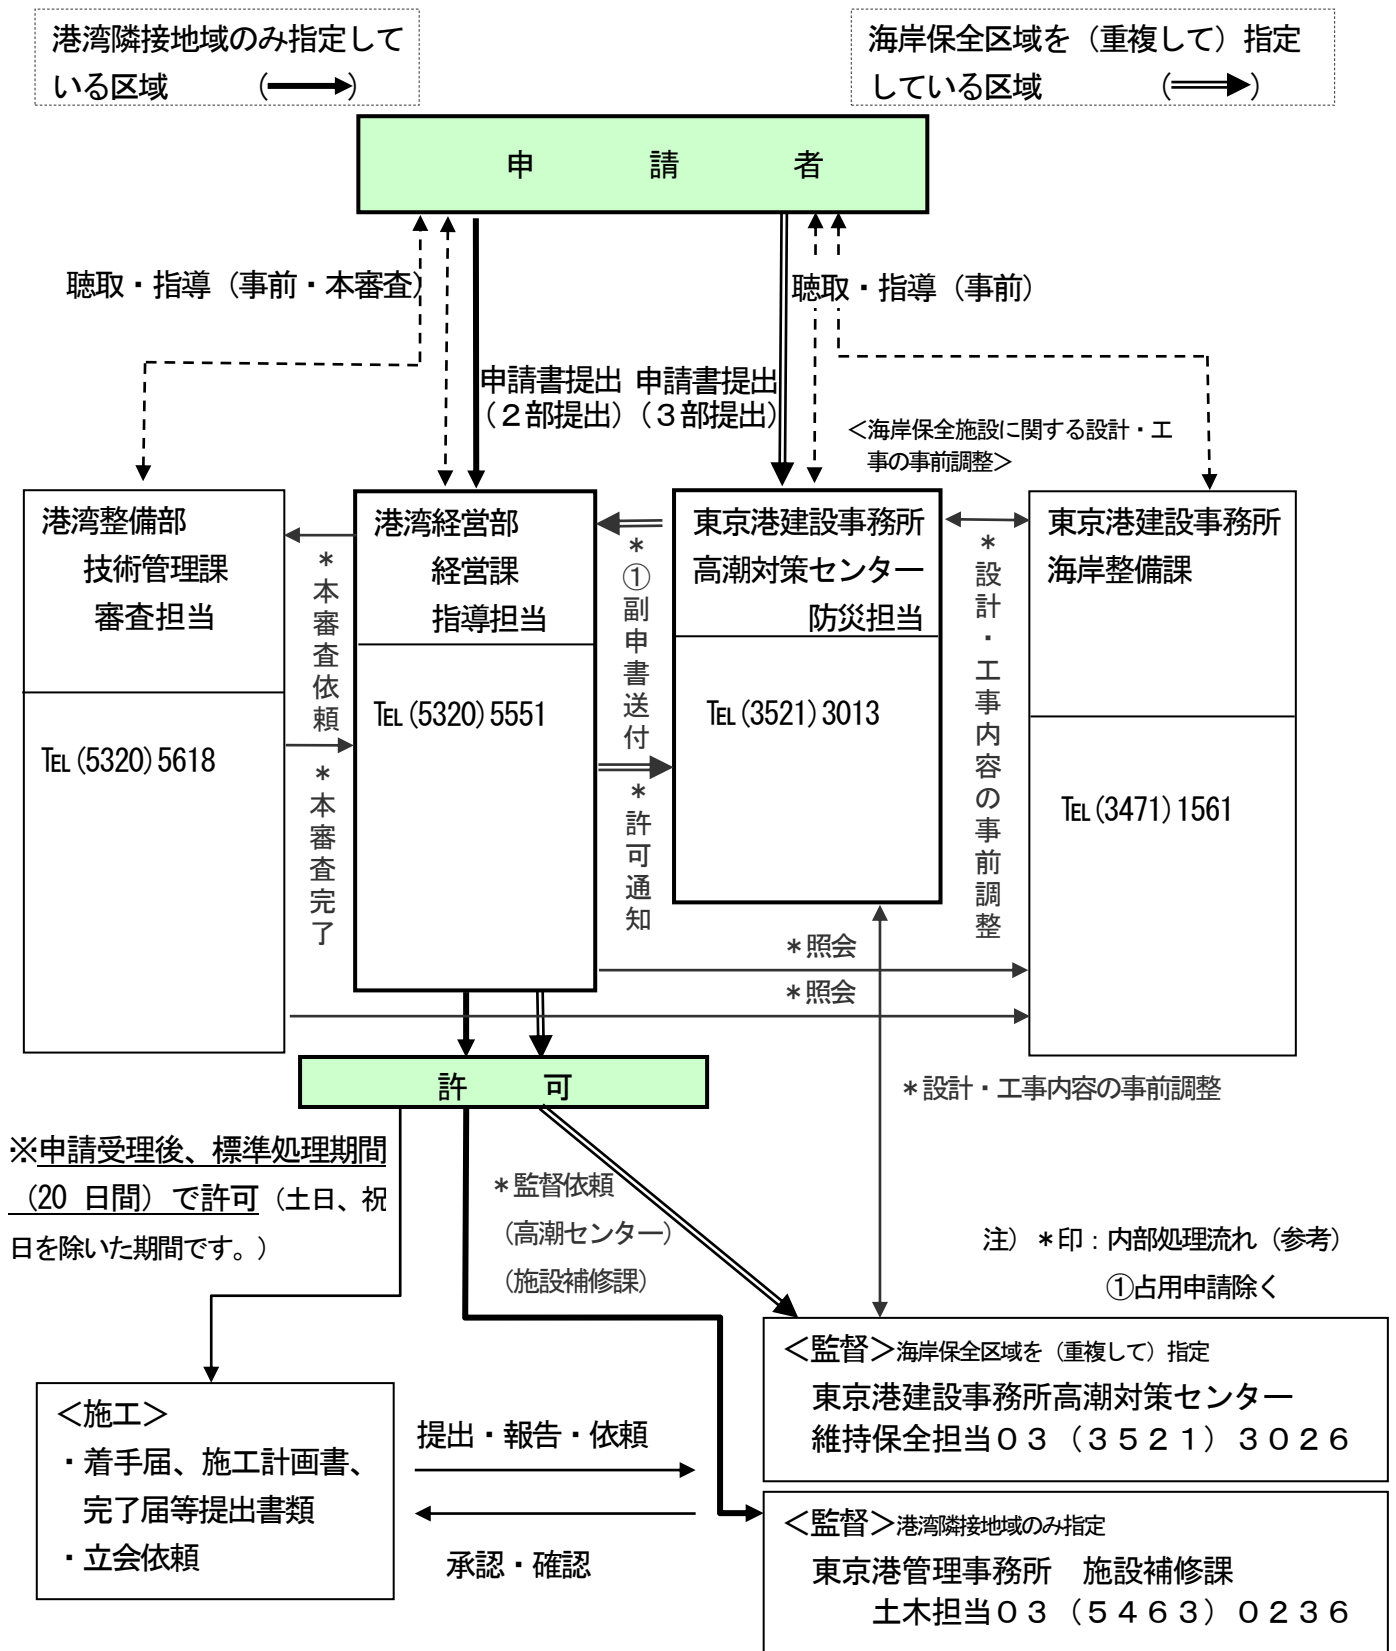 港湾隣接地域のみ指定して
いる区域 ( )
海岸保全区域を（重複して）指定
している区域 ( )
申 請 者
聴取・指導（事前・本審査）
聴取・指導（事前）
申請書提出
（２部提出）
申請書提出
（３部提出）
＜海岸保全施設に関する設計・工
事の事前調整＞
港湾整備部
技術管理課
審査担当
℡(5320)5618
＊本審査依頼
＊本審査完了
港湾経営部
経営課
指導担当
℡(5320)5551
＊①副申書送付
＊許可通知
東京港建設事務所
高潮対策センター
防災担当
℡(3521)3013
＊設計・工事内容の事前調整
東京港建設事務所
海岸整備課
℡(3471)1561
＊照会
＊照会
許 可
＊設計・工事内容の事前調整
※申請受理後、標準処理期間
（20 日間）で許可（土日、祝
日を除いた期間です。）
＊監督依頼
（高潮センター）
（施設補修課）
注）＊印：内部処理流れ（参考）
①占用申請除く
＜施工＞
・着手届、施工計画書、
完了届等提出書類
・立会依頼
提出・報告・依頼
承認・確認
＜監督＞海岸保全区域を（重複して）指定
東京港建設事務所高潮対策センター
維持保全担当０３（３５２１）３０２６
＜監督＞港湾隣接地域のみ指定
東京港管理事務所 施設補修課
土木担当０３（５４６３）０２３６